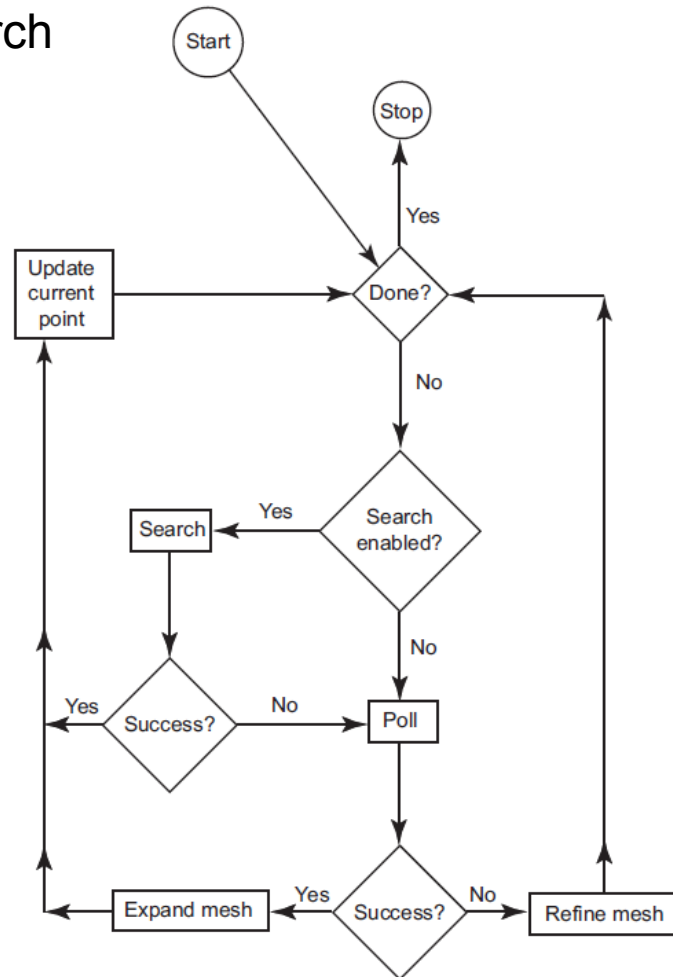 rch
Start
Stop
Yes
Update
current
point
Done?
No
Search
Yes
Search
enabled?
No
Yes
Success?
No
Poll
Expand mesh
Yes
Success?
No
Refine mesh